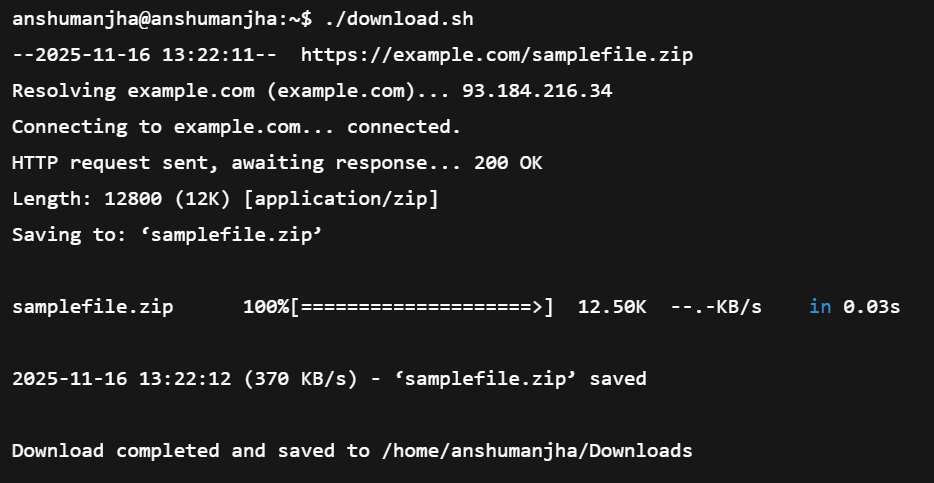 anshumanjha@anshumanjha:~$ ./download.sh
--2025-11-16 13:22:11--  https://example.com/samplefile.zip
Resolving example.com (example.com)... 93.184.216.34
Connecting to example.com... connected.
HTTP request sent, awaiting response... 200 OK
Length: 12800 (12K) [application/zip]
Saving to: ‘samplefile.zip’
samplefile.zip      100%[====================>]  12.50K  --.-KB/s    in 0.03s
2025-11-16 13:22:12 (370 KB/s) - ‘samplefile.zip’ saved
Download completed and saved to /home/anshumanjha/Downloads